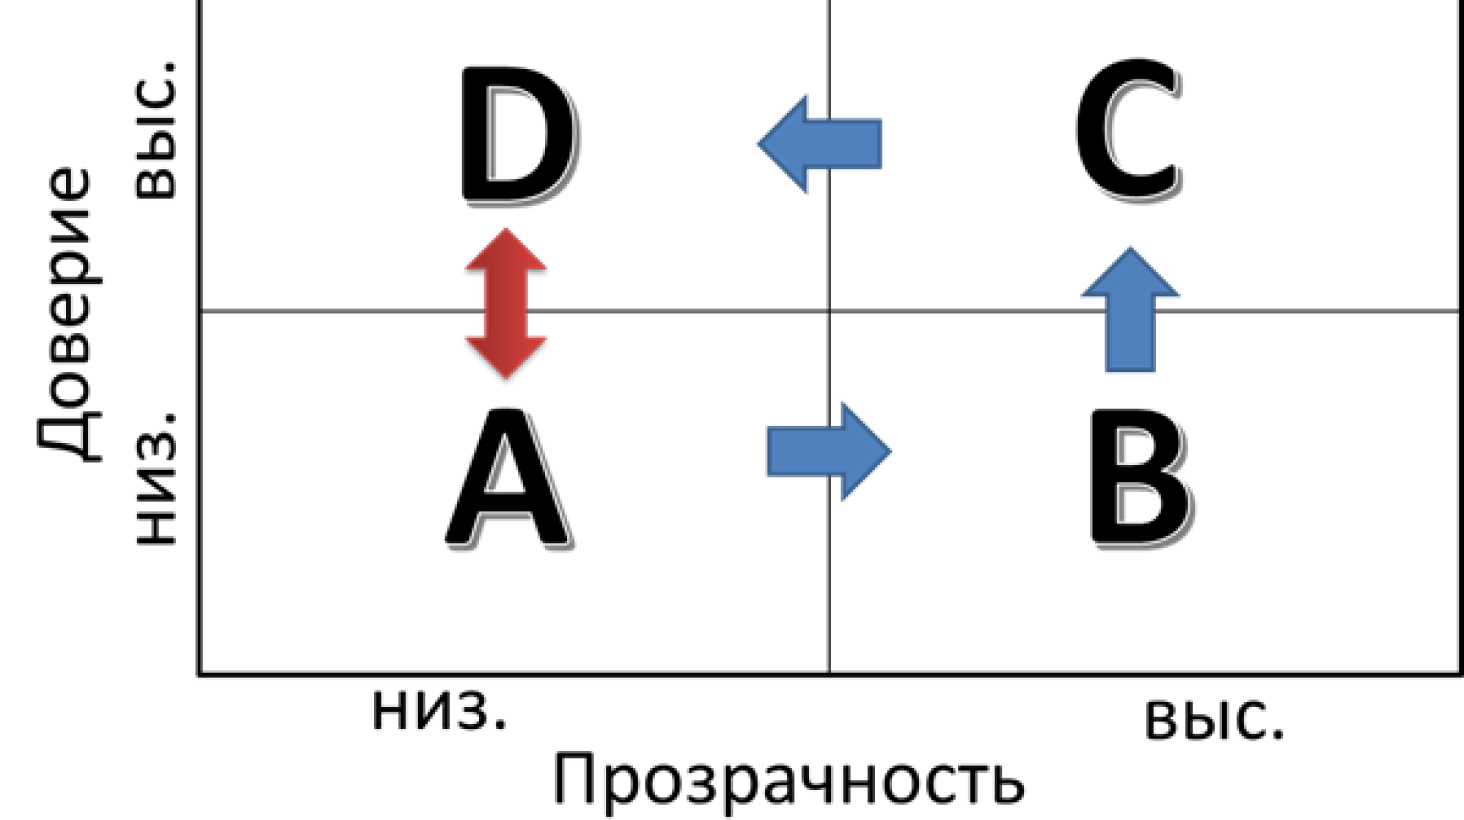 Доверие
выс.
низ.
D
C
A
B
низ.
выс.
Прозрачность